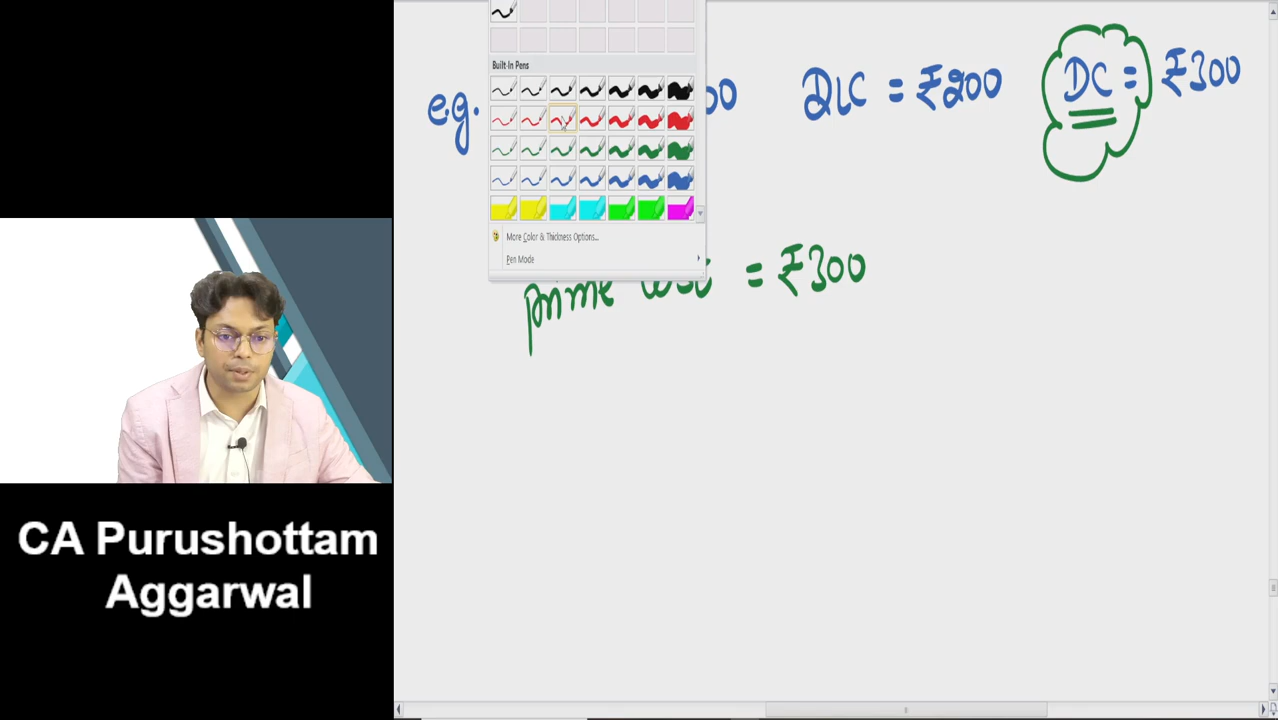 Built-In Pens
e.g. 00 DLC = ₹200 DC = ₹300
More Color & Thickness Options...
Pen Mode
prime cost = ₹300
CA Purushottam
Aggarwal